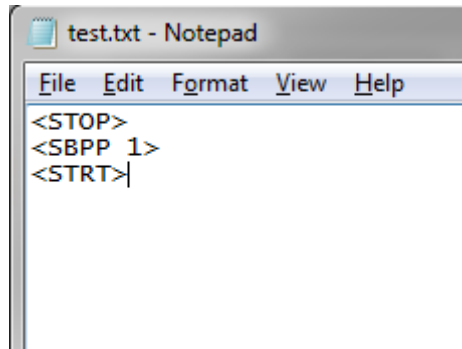 test.txt - Notepad
File Edit Format View Help
<STOP>
<SBPP 1>
<STRT>